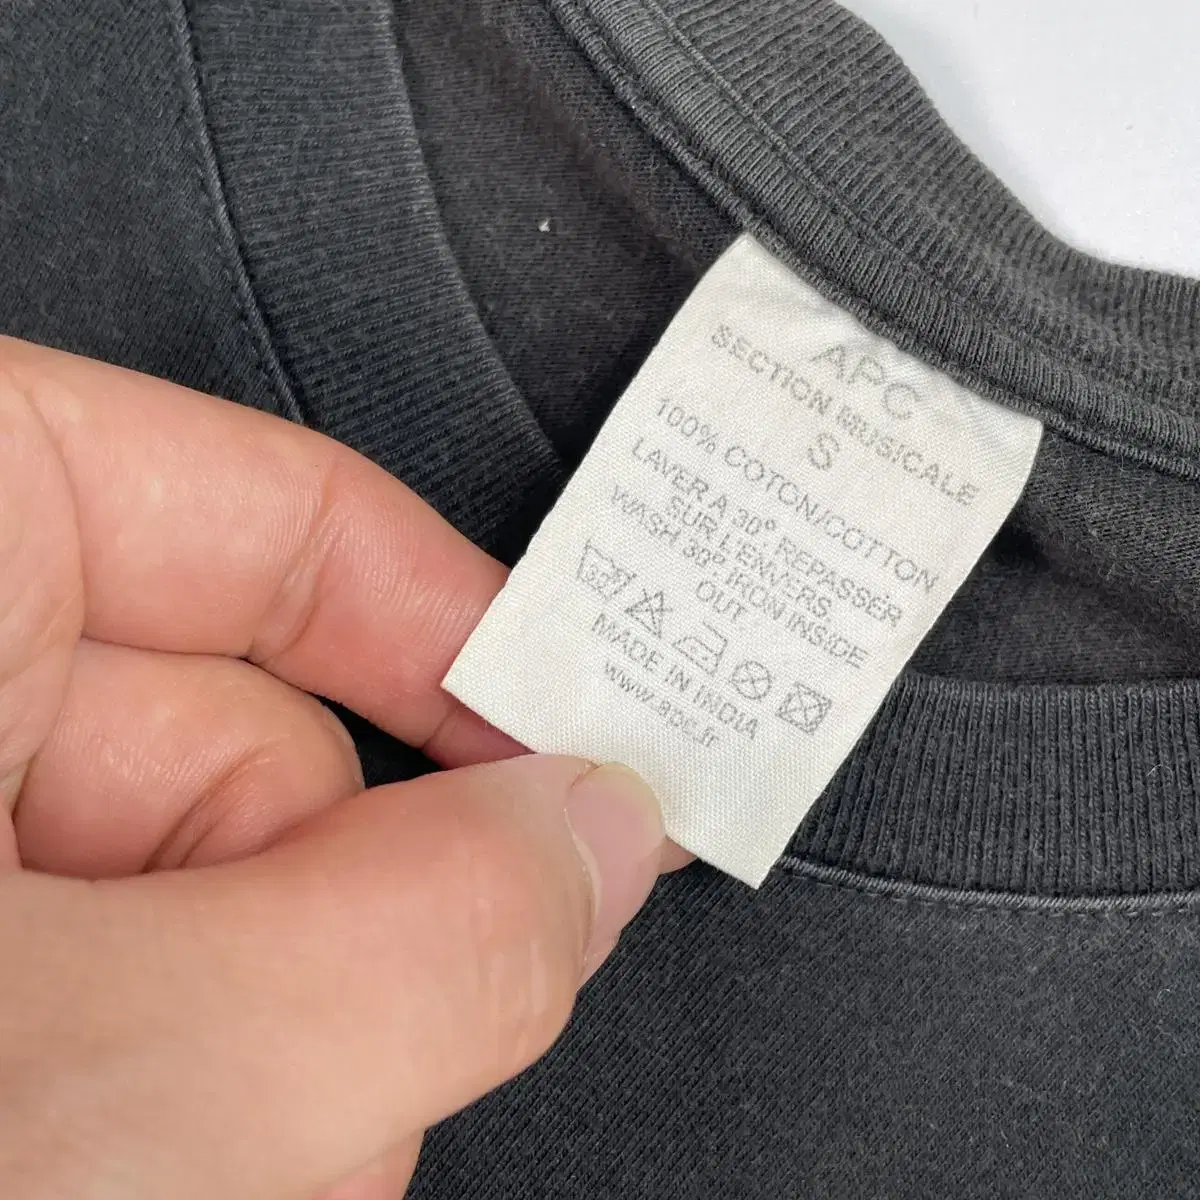 APC
SECTION MUSICALE
S
100% COTON/COTTON
LAVER A 30° REPASSER
SUR L'ENVERS
WASH 30° IRON INSIDE
OUT
MADE IN INDIA
www.apc.fr